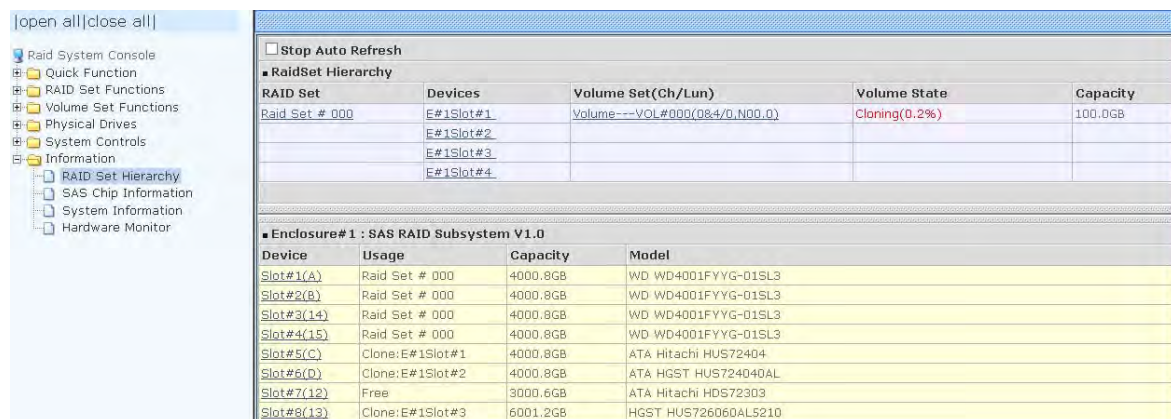 |open all|close all|
Raid System Console
Quick Function
RAID Set Functions
Volume Set Functions
Physical Drives
System Controls
Information
RAID Set Hierarchy
SAS Chip Information
System Information
Hardware Monitor
Stop Auto Refresh
RaidSet Hierarchy
RAID Set Devices Volume Set(Ch/Lun) Volume State Capacity
Raid Set # 000 E#1Slot#1 Volume---VOL#000(0&4/0,N00.0) Cloning(0.2%) 100.0GB
E#1Slot#2
E#1Slot#3
E#1Slot#4
Enclosure#1 : SAS RAID Subsystem V1.0
Device Usage Capacity Model
Slot#1(A) Raid Set # 000 4000.8GB WD WD4001FYYG-01SL3
Slot#2(B) Raid Set # 000 4000.8GB WD WD4001FYYG-01SL3
Slot#3(14) Raid Set # 000 4000.8GB WD WD4001FYYG-01SL3
Slot#4(15) Raid Set # 000 4000.8GB WD WD4001FYYG-01SL3
Slot#5(C) Clone:E#1Slot#1 4000.8GB ATA Hitachi HUS72404
Slot#6(D) Clone:E#1Slot#2 4000.8GB ATA HGST HUS724040AL
Slot#7(12) Free 3000.6GB ATA Hitachi HDS72303
Slot#8(13) Clone:E#1Slot#3 6001.2GB HGST HUS726060ALS210